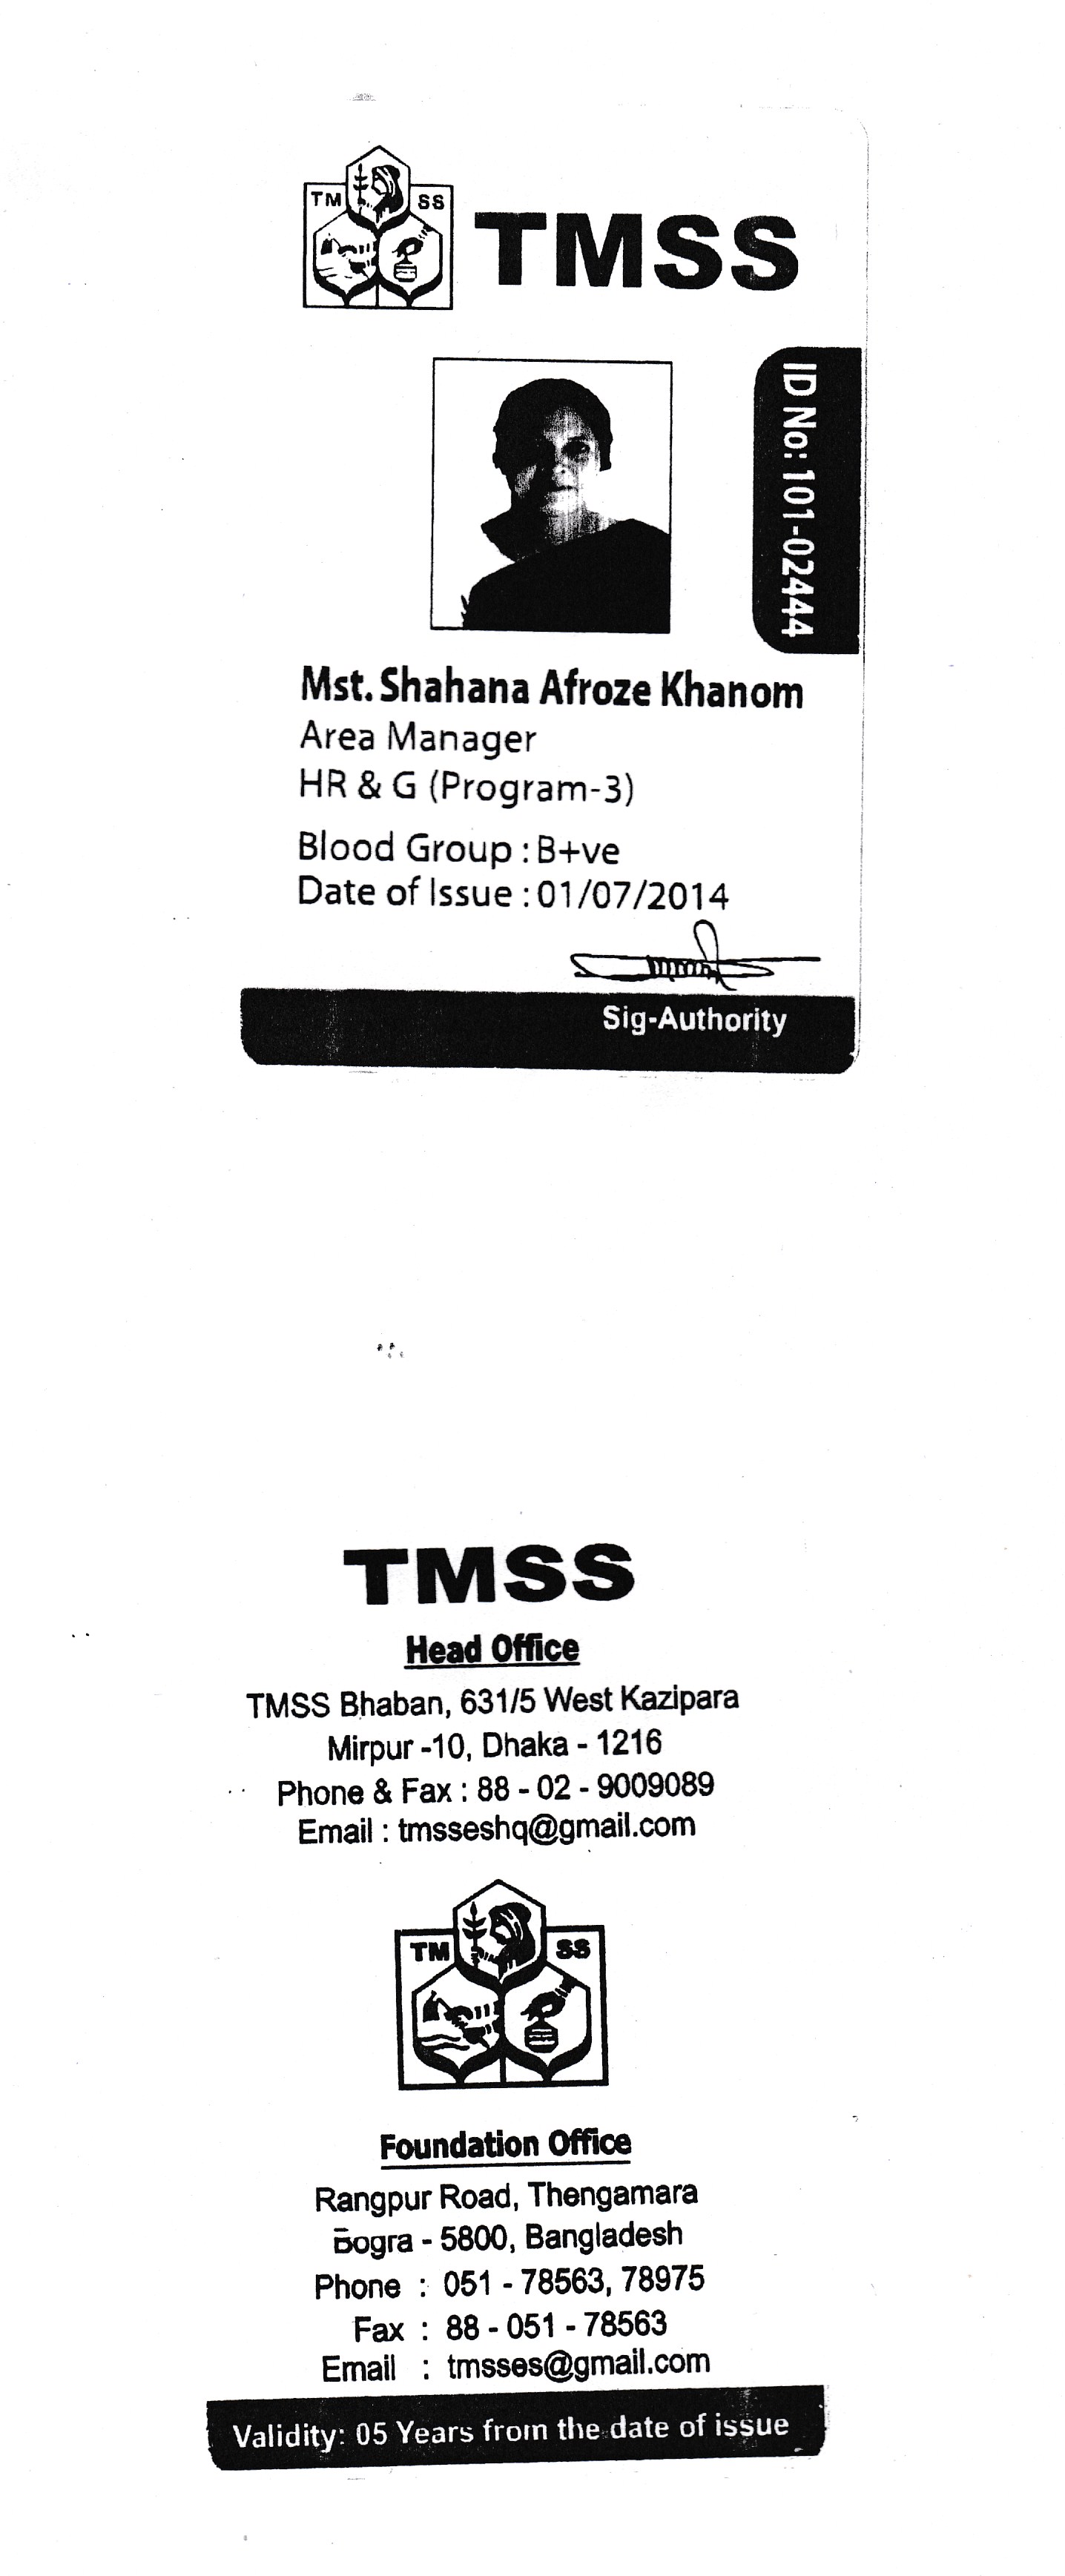 TM SS
TMSS
ID No: 101-02444
Mst. Shahana Afroze Khanom
Area Manager
HR & G (Program-3)
Blood Group : B+ve
Date of Issue : 01/07/2014
Sig-Authority
TMSS
Head Office
TMSS Bhaban, 631/5 West Kazipara
Mirpur -10, Dhaka - 1216
Phone & Fax : 88 - 02 - 9009089
Email : tmsseshq@gmail.com
TM SS
Foundation Office
Rangpur Road, Thengamara
Bogra - 5800, Bangladesh
Phone : 051 - 78563, 78975
Fax : 88 - 051 - 78563
Email : tmsses@gmail.com
Validity: 05 Years from the date of issue